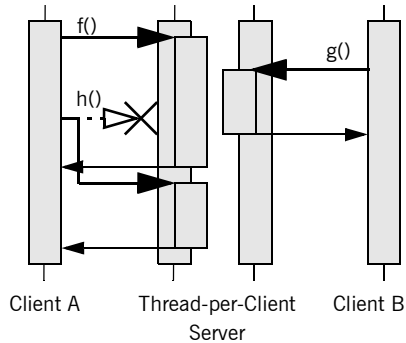 f()
g()
h()
Client A
Thread-per-Client
Server
Client B